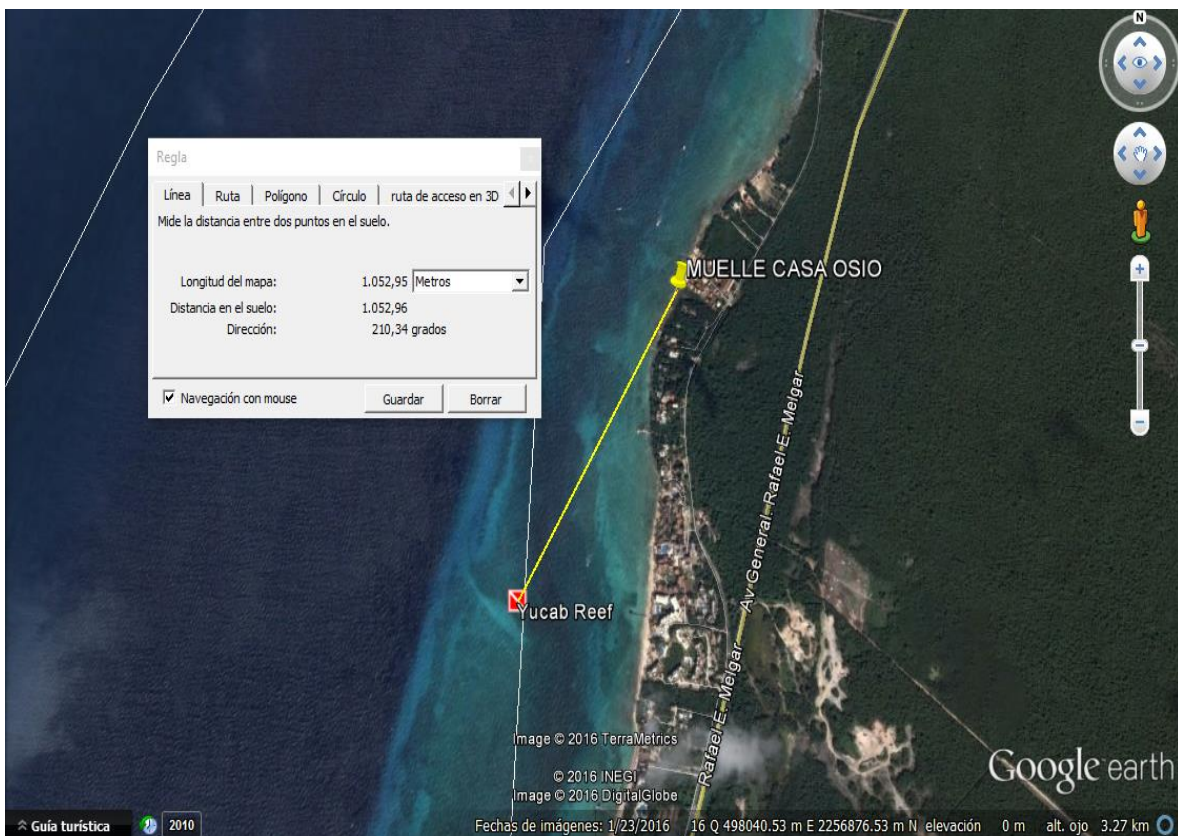 N
Regla
Línea Ruta Polígono Círculo ruta de acceso en 3D
Mide la distancia entre dos puntos en el suelo.
Longitud del mapa: 1.052,95 Metros
Distancia en el suelo: 1.052,96
Dirección: 210,34 grados
Navegación con mouse Guardar Borrar
MUELLE CASA OSIO
Av General. Rafael E. Melgar
Yucab Reef
Rafael E. Melgar
Image © 2016 TerraMetrics
© 2016 INEGI
Image © 2016 DigitalGlobe
Google earth
Guía turística 2010 Fechas de imágenes: 1/23/2016 16 Q 498040.53 m E 2256876.53 m N elevación 0 m alt. ojo 3.27 km